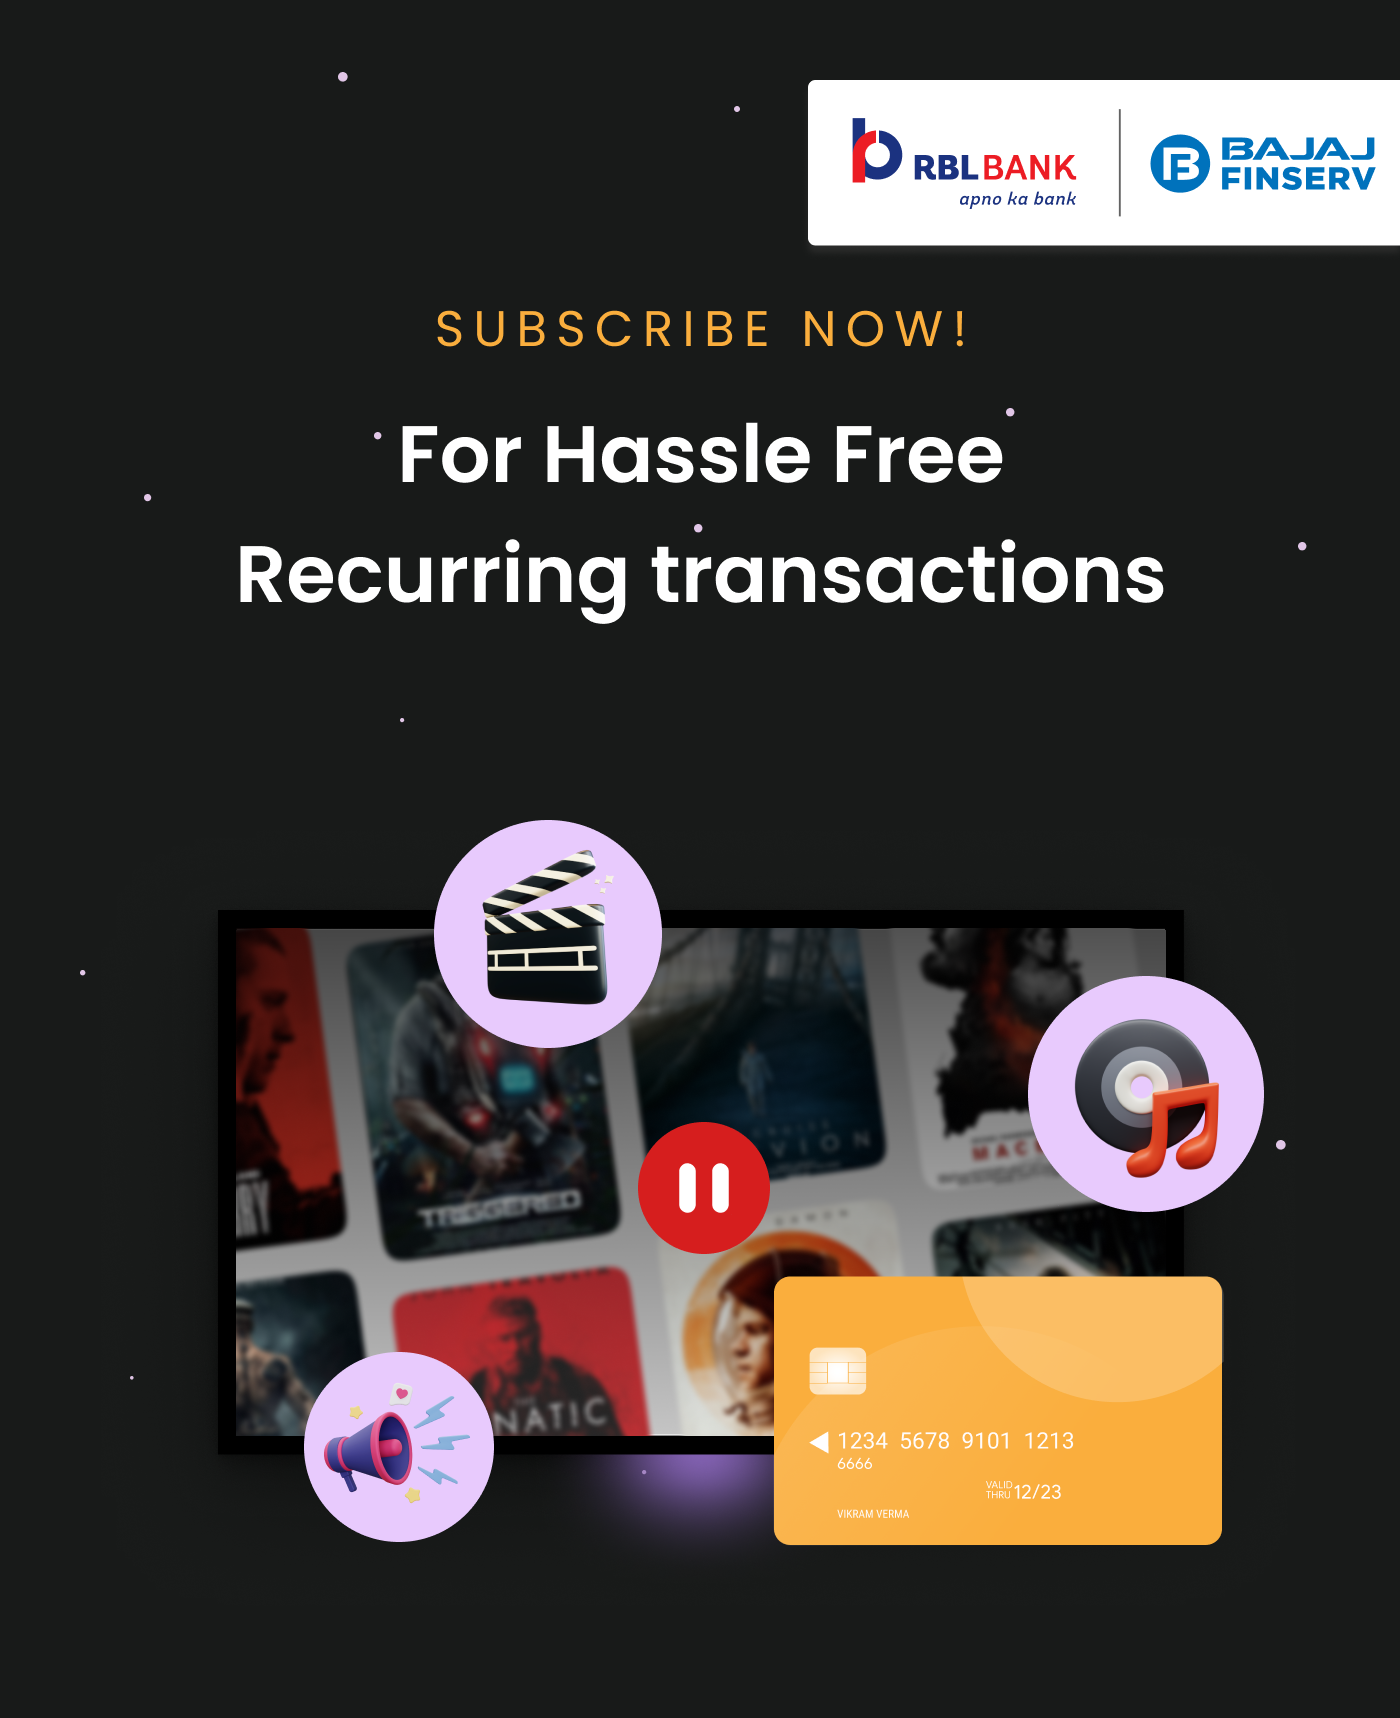 RBL BANK
apno ka bank
BAJAJ
FINSERV
SUBSCRIBE NOW!
For Hassle Free
Recurring transactions
TRIGGERED
1234 5678 9101 1213
6666
VALID
THRU 12/23
VIKRAM VERMA